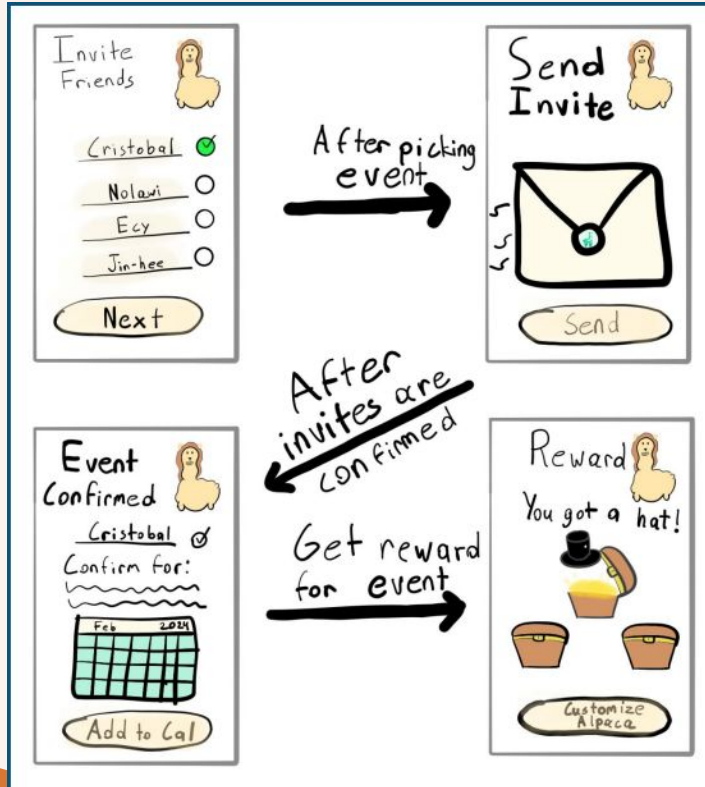 Invite
Friends
Cristobal
Nolawi
Ecy
Jin-hee
Next
After picking
event
Send
Invite
Send
After
invites are
confirmed
Event
Confirmed
Cristobal
Confirm for:
Feb 2024
Add to Cal
Get reward
for event
Reward
You got a hat!
Customize
Alpaca